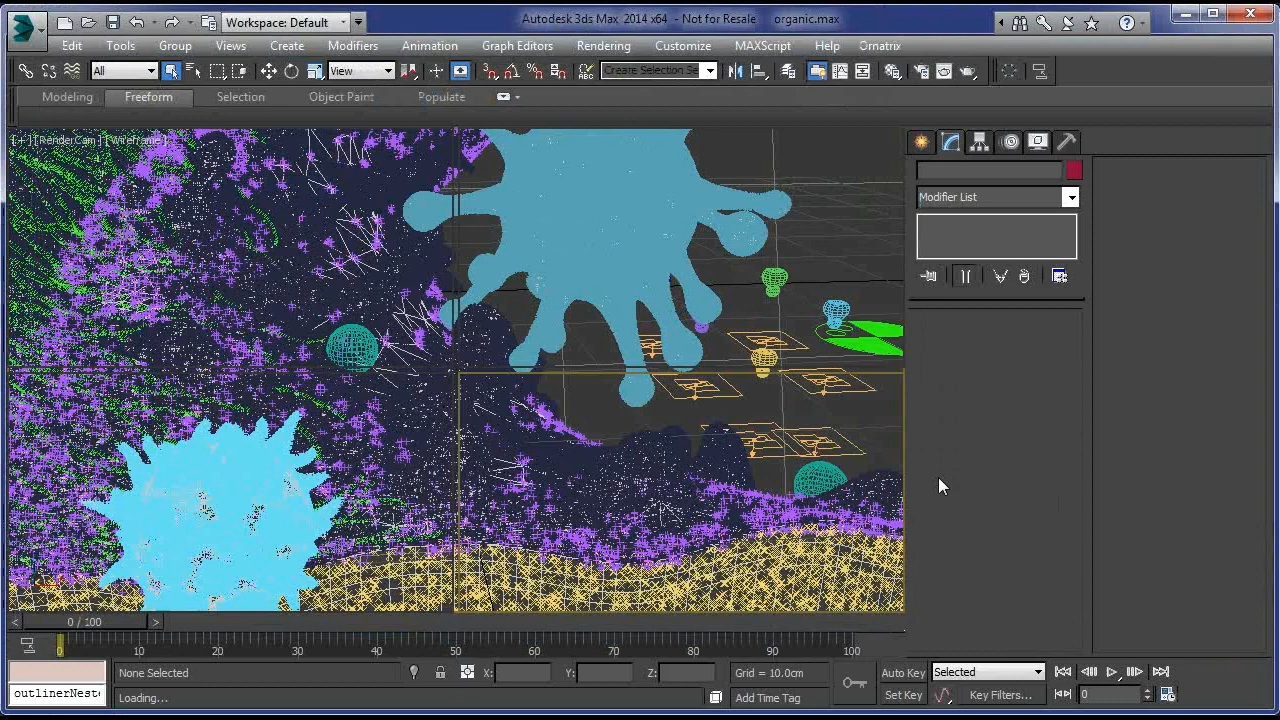 Workspace: Default
Autodesk 3ds Max 2014 x64 - Not for Resale organic.max
Edit Tools Group Views Create Modifiers Animation Graph Editors Rendering Customize MAXScript Help Ornatrix
All
View
Create Selection Se
Modeling Freeform Selection Object Paint Populate
[+] [RenderCam] [Wireframe]
Modifier List
< 0 / 100 >
0 10 20 30 40 50 60 70 80 90 100
None Selected X: Y: Z: Grid = 10.0cm Auto Key Selected
outlinerNeste Loading... Add Time Tag Set Key Key Filters... 0